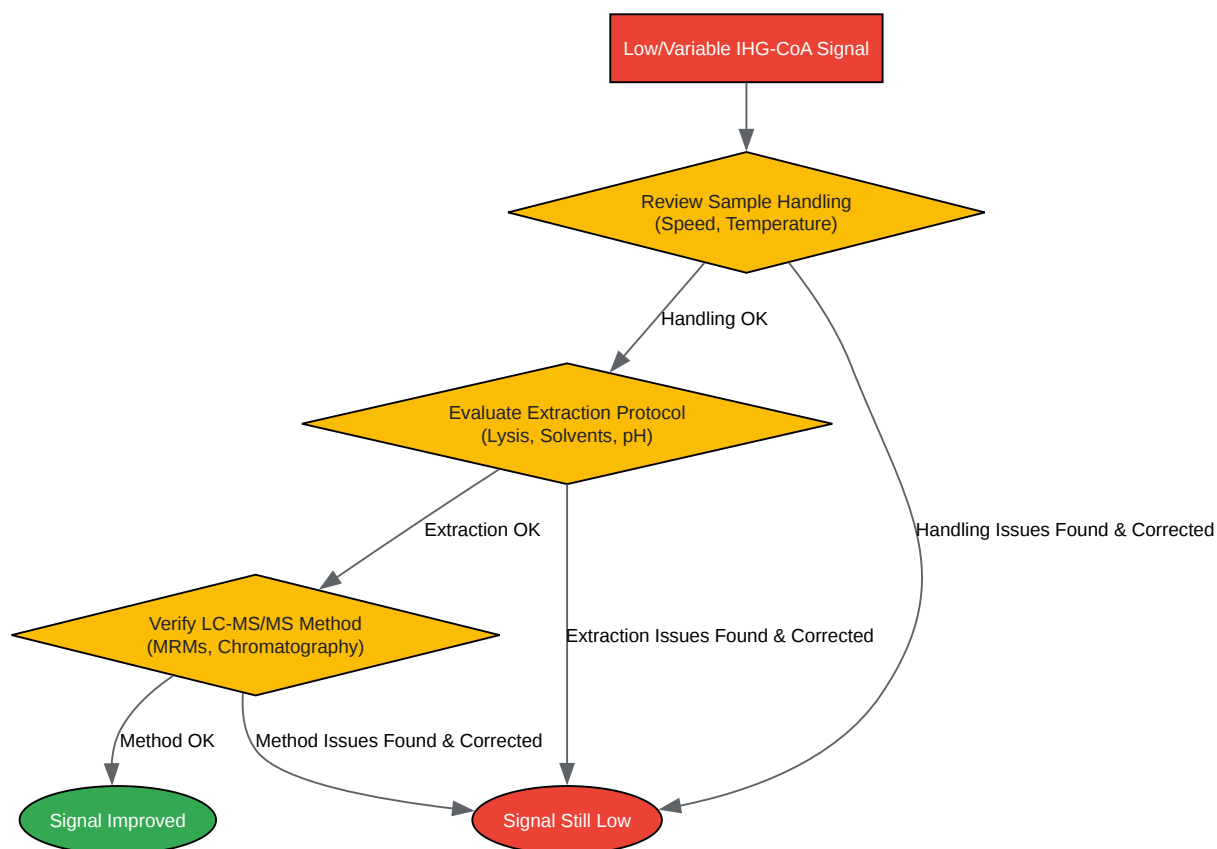 Low/Variable IHG-CoA Signal
Review Sample Handling
(Speed, Temperature)
Handling OK
Evaluate Extraction Protocol
(Lysis, Solvents, pH)
Extraction OK
Handling Issues Found & Corrected
Verify LC-MS/MS Method
(MRMs, Chromatography)
Extraction Issues Found & Corrected
Method OK
Method Issues Found & Corrected
Signal Improved
Signal Still Low